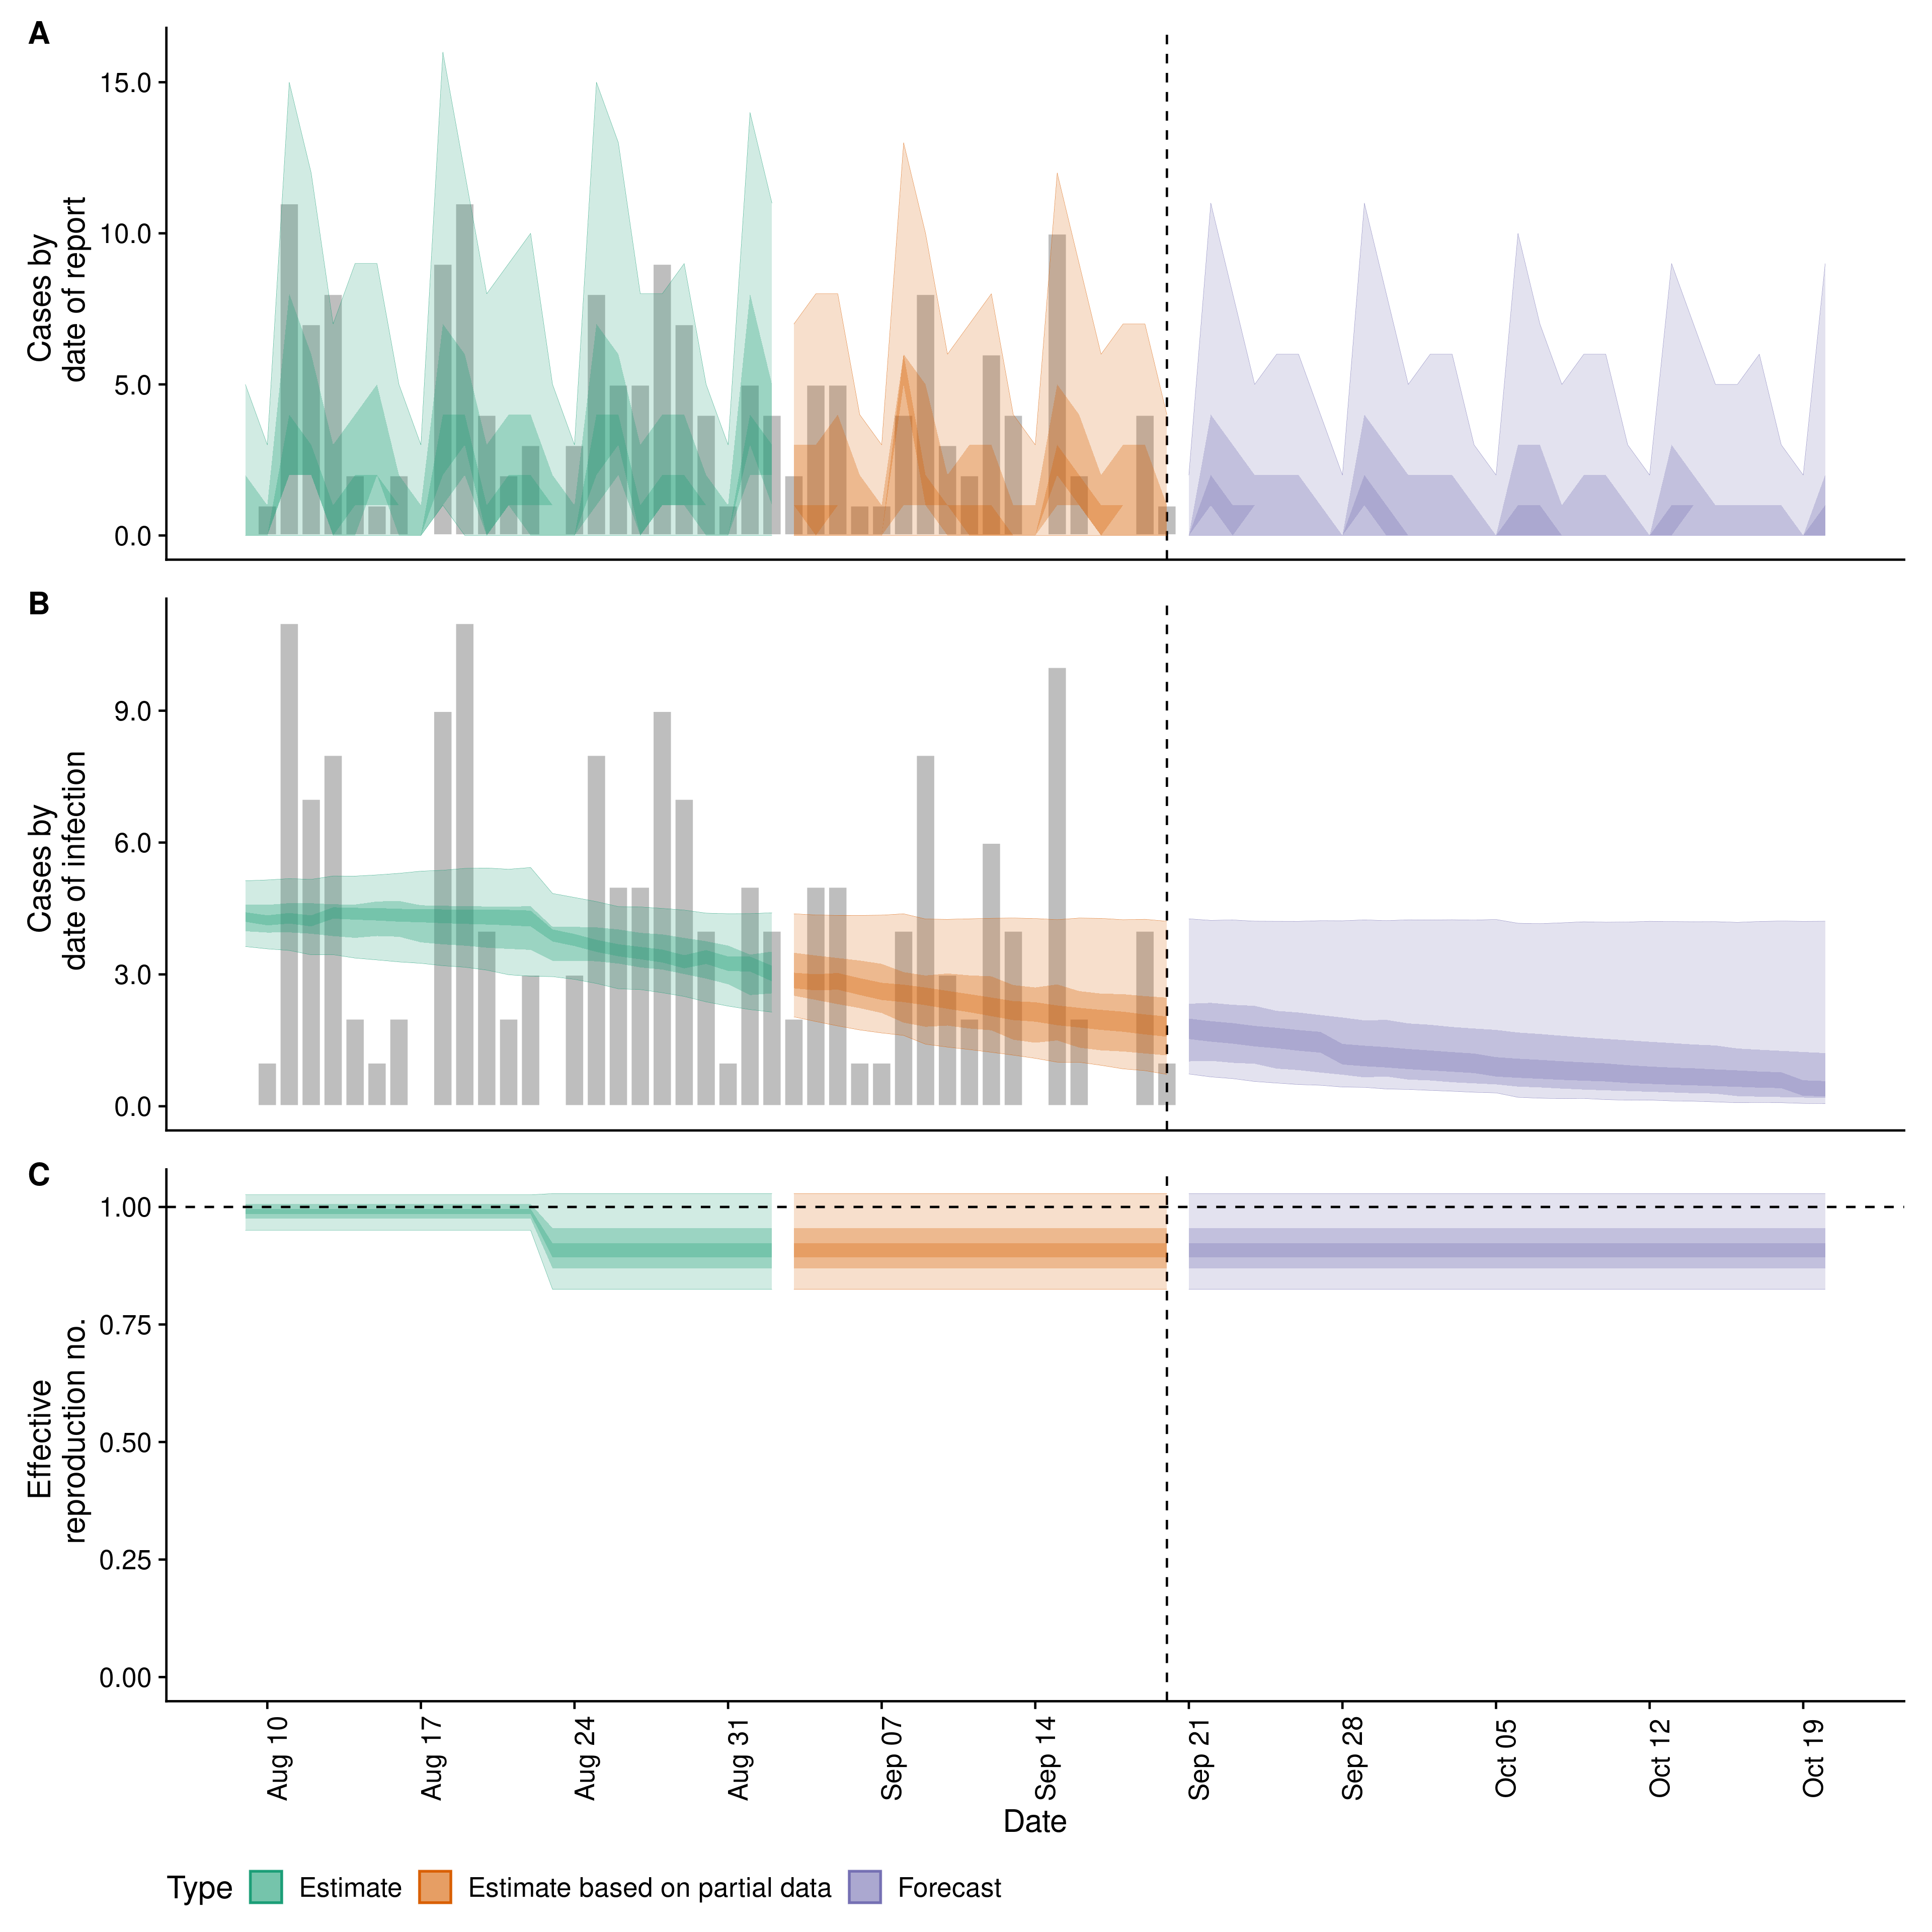 A
Cases by
date of report
15.0
10.0
5.0
0.0
B
Cases by
date of infection
9.0
6.0
3.0
0.0
C
Effective
reproduction no.
1.00
0.75
0.50
0.25
0.00
Aug 10
Aug 17
Aug 24
Aug 31
Sep 07
Sep 14
Sep 21
Sep 28
Oct 05
Oct 12
Oct 19
Date
Type Estimate Estimate based on partial data Forecast